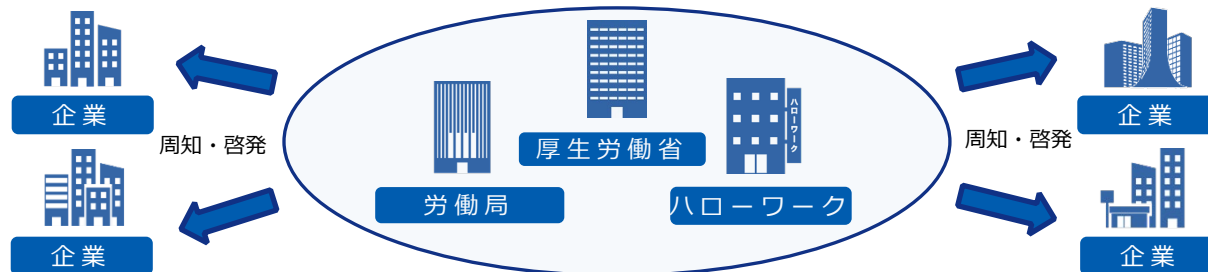 企業
周知・啓発
企業
厚生労働省
労働局
ハローワーク
ハローワーク
企業
周知・啓発
企業